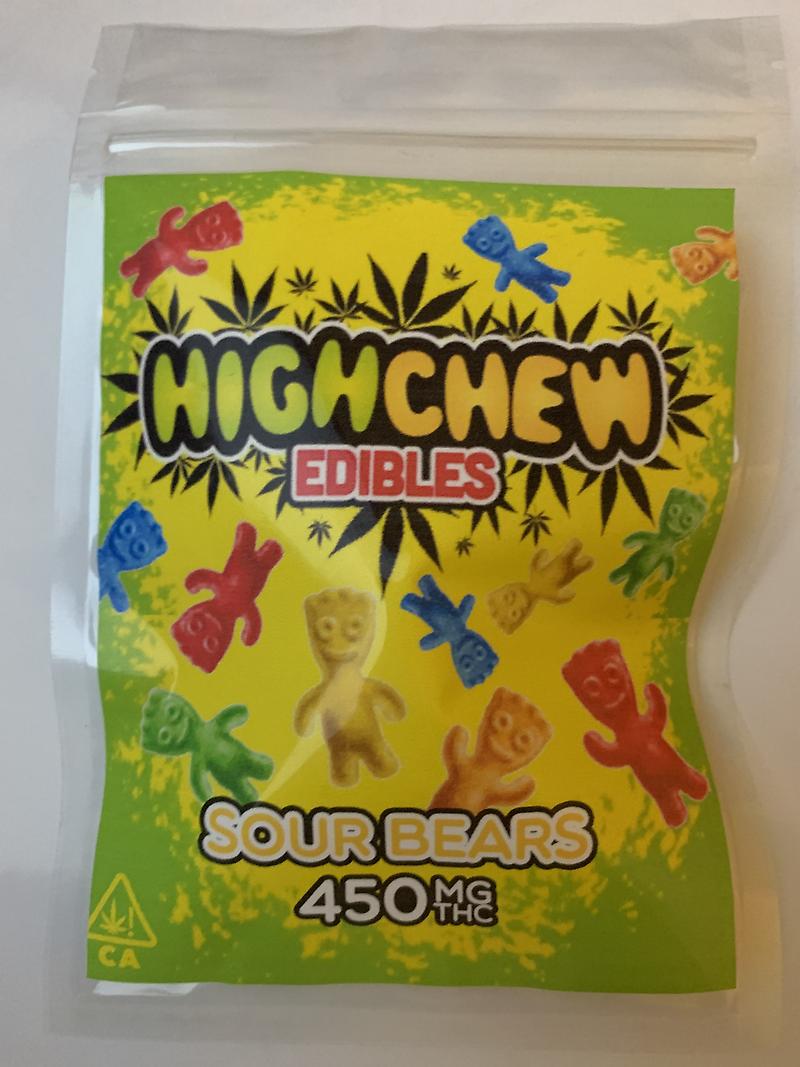 HIGHCHEW
EDIBLES
SOUR BEARS
450 MG
THC
!
CA